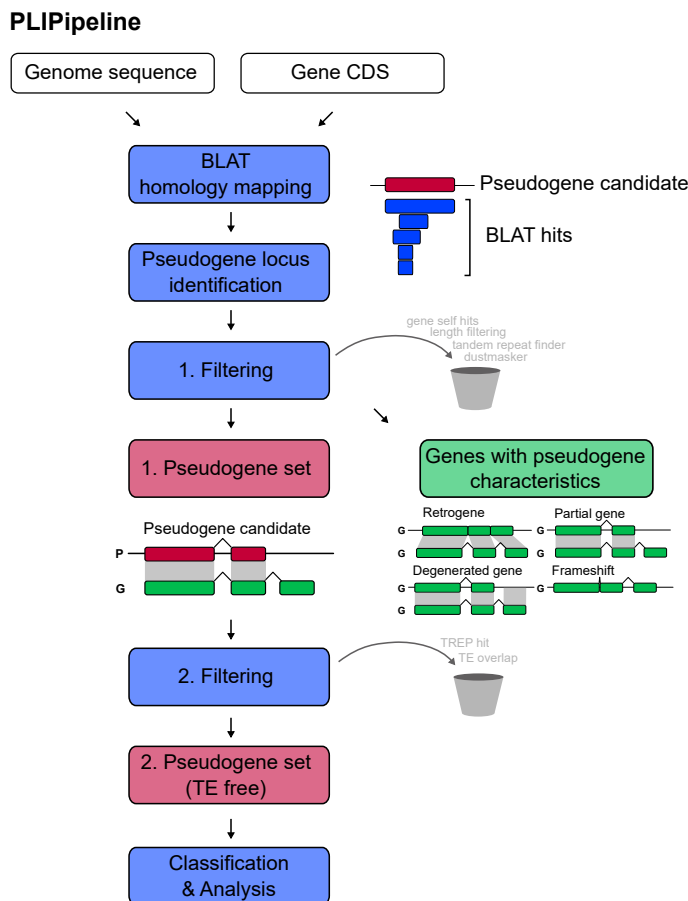 PLIPipeline
Genome sequence
Gene CDS
BLAT
homology mapping
Pseudogene candidate
BLAT hits
Pseudogene locus
identification
gene self hits
length filtering
tandem repeat finder
dustmasker
1. Filtering
1. Pseudogene set
Genes with pseudogene
characteristics
Retrogene
Partial gene
G
G
G
G
Degenerated gene
Frameshift
G
G
G
Pseudogene candidate
P
G
TREP hit
TE overlap
2. Filtering
2. Pseudogene set
(TE free)
Classification
& Analysis